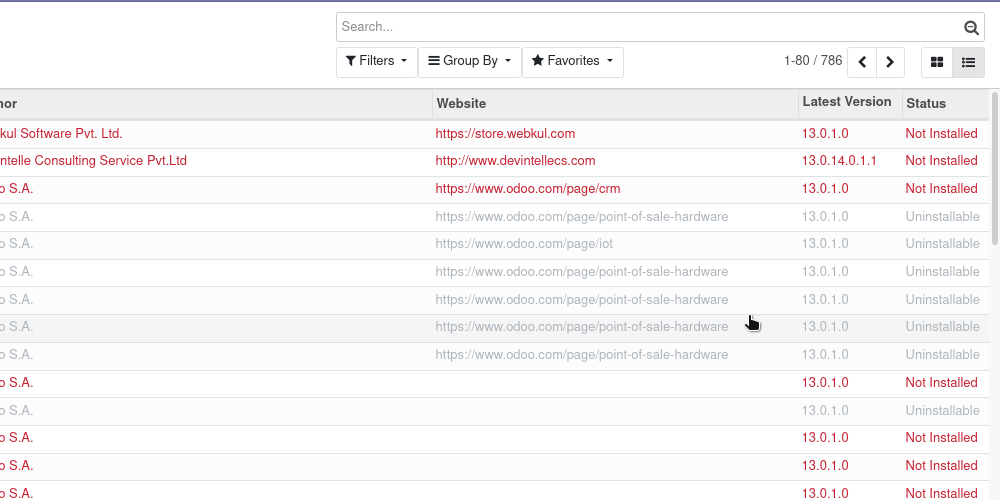 Search...
Filters Group By Favorites 1-80 / 786
Website Latest Version Status
Software Pvt. Ltd. https://store.webkul.com 13.0.1.0 Not Installed
Consulting Service Pvt.Ltd http://www.devintellecs.com 13.0.14.0.1.1 Not Installed
S.A. https://www.odoo.com/page/crm 13.0.1.0 Not Installed
S.A. https://www.odoo.com/page/point-of-sale-hardware 13.0.1.0 Uninstallable
S.A. https://www.odoo.com/page/iot 13.0.1.0 Uninstallable
S.A. https://www.odoo.com/page/point-of-sale-hardware 13.0.1.0 Uninstallable
S.A. https://www.odoo.com/page/point-of-sale-hardware 13.0.1.0 Uninstallable
S.A. https://www.odoo.com/page/point-of-sale-hardware 13.0.1.0 Uninstallable
S.A. https://www.odoo.com/page/point-of-sale-hardware 13.0.1.0 Uninstallable
S.A. 13.0.1.0 Not Installed
S.A. 13.0.1.0 Uninstallable
S.A. 13.0.1.0 Not Installed
S.A. 13.0.1.0 Not Installed
S.A. 13.0.1.0 Not Installed